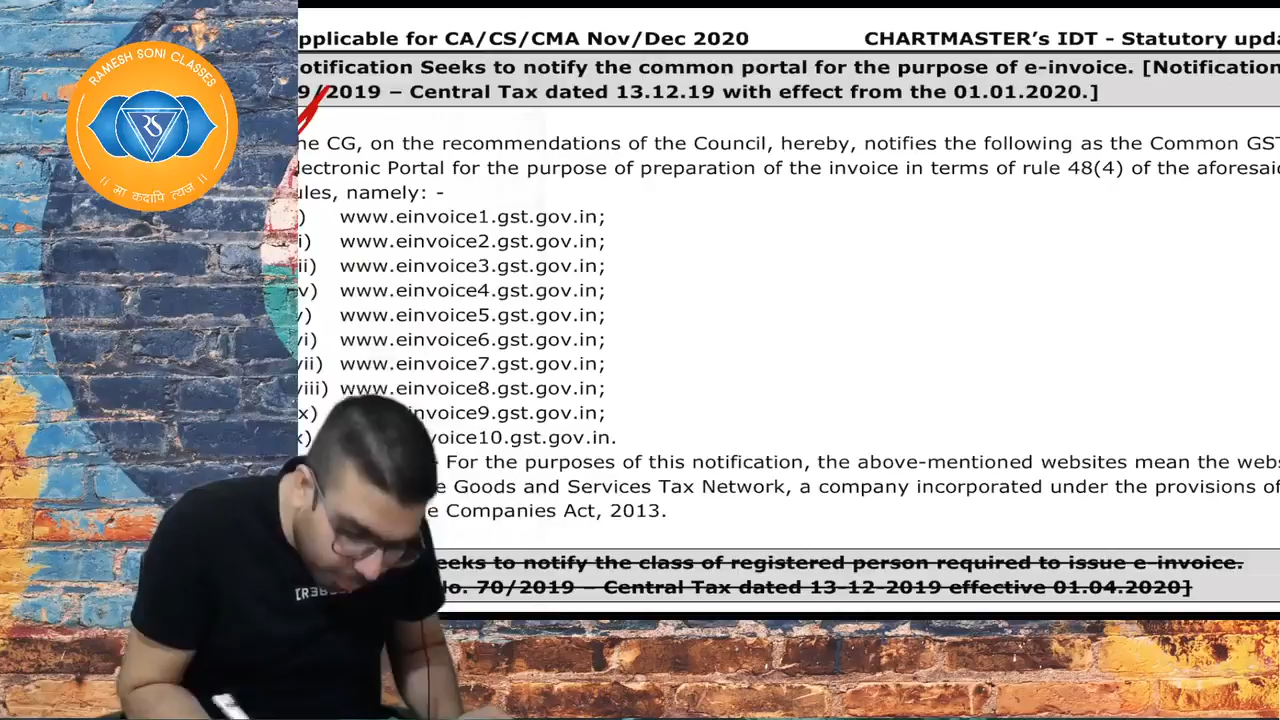 RAMESH SONI CLASSES
RS
॥ मा कदापि त्यज ॥
pplicable for CA/CS/CMA Nov/Dec 2020 CHARTMASTER’s IDT - Statutory upda
otification Seeks to notify the common portal for the purpose of e-invoice. [Notification
9/2019 – Central Tax dated 13.12.19 with effect from the 01.01.2020.]
he CG, on the recommendations of the Council, hereby, notifies the following as the Common GST
lectronic Portal for the purpose of preparation of the invoice in terms of rule 48(4) of the aforesaid
ules, namely: -
) www.einvoice1.gst.gov.in;
i) www.einvoice2.gst.gov.in;
ii) www.einvoice3.gst.gov.in;
v) www.einvoice4.gst.gov.in;
v) www.einvoice5.gst.gov.in;
vi) www.einvoice6.gst.gov.in;
vii) www.einvoice7.gst.gov.in;
viii) www.einvoice8.gst.gov.in;
x) nvoice9.gst.gov.in;
x) voice10.gst.gov.in.
- For the purposes of this notification, the above-mentioned websites mean the webs
e Goods and Services Tax Network, a company incorporated under the provisions of
e Companies Act, 2013.
eeks to notify the class of registered person required to issue e-invoice.
lo. 70/2019 – Central Tax dated 13-12-2019 effective 01.04.2020]